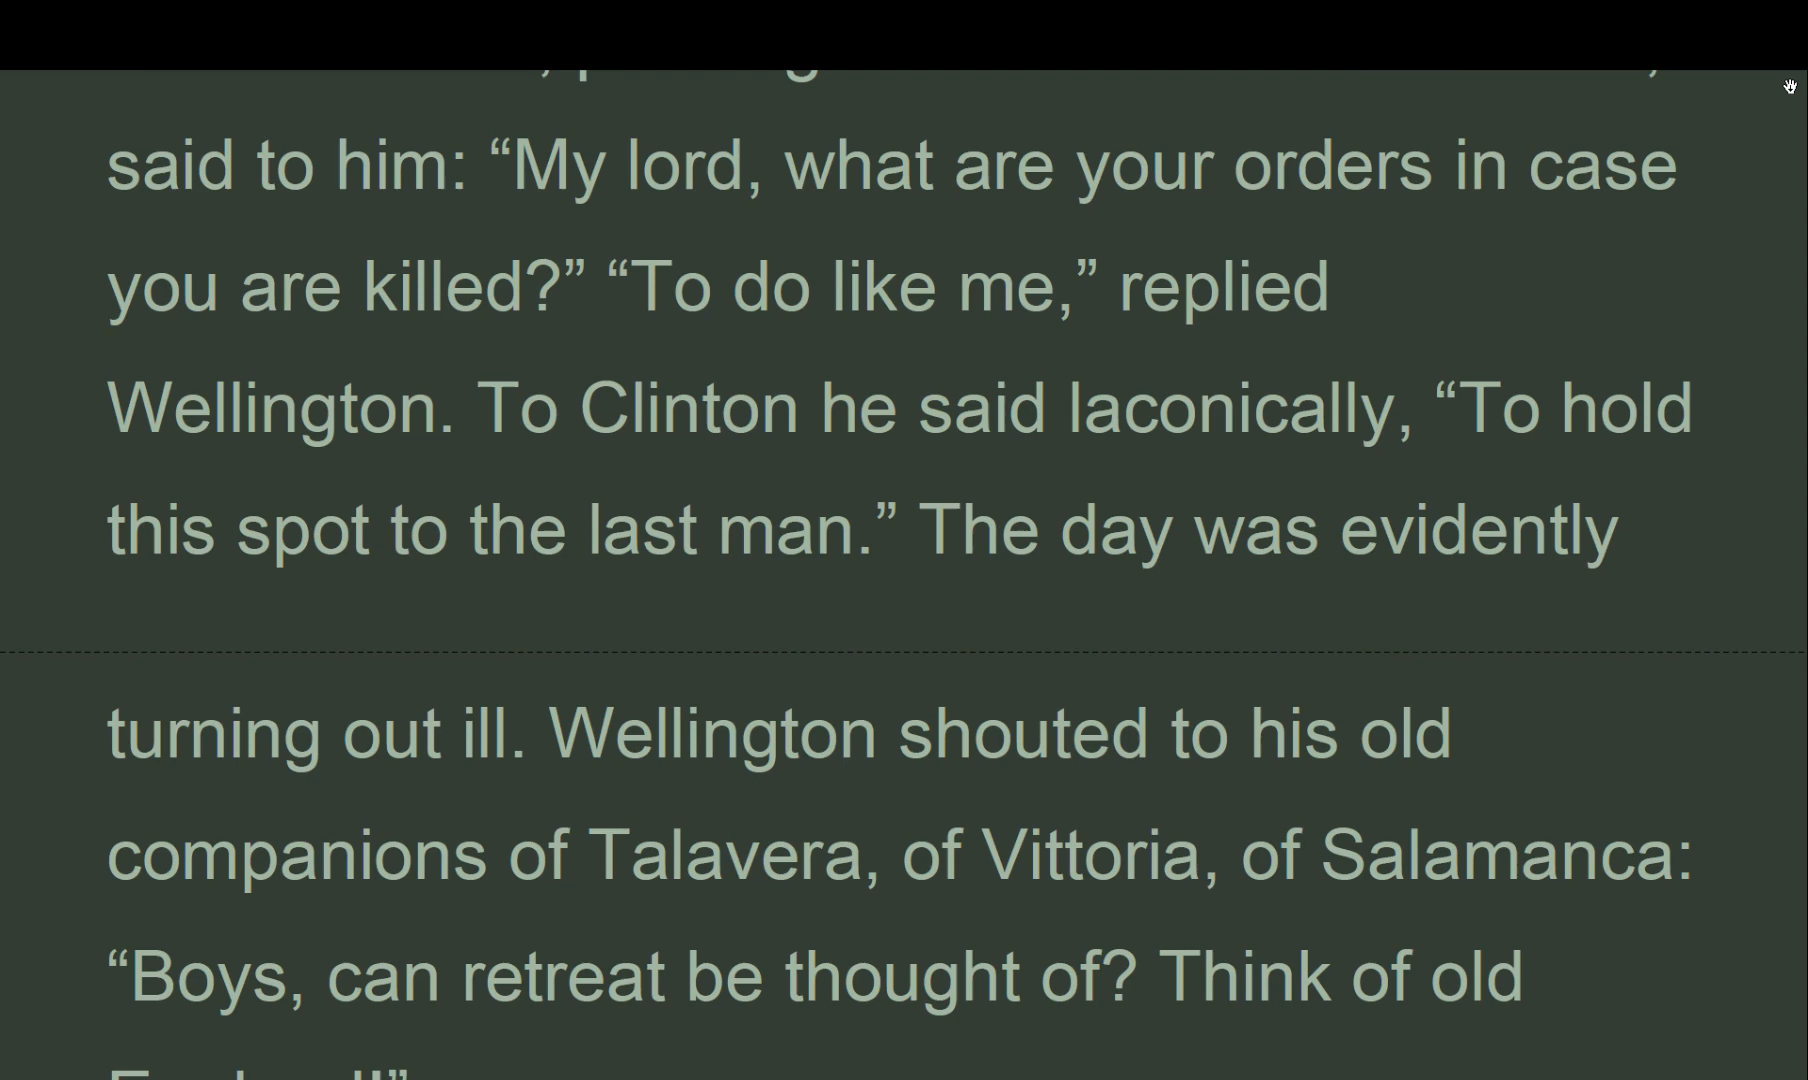 said to him: “My lord, what are your orders in case
you are killed?” “To do like me,” replied
Wellington. To Clinton he said laconically, “To hold
this spot to the last man.” The day was evidently
turning out ill. Wellington shouted to his old
companions of Talavera, of Vittoria, of Salamanca:
“Boys, can retreat be thought of? Think of old